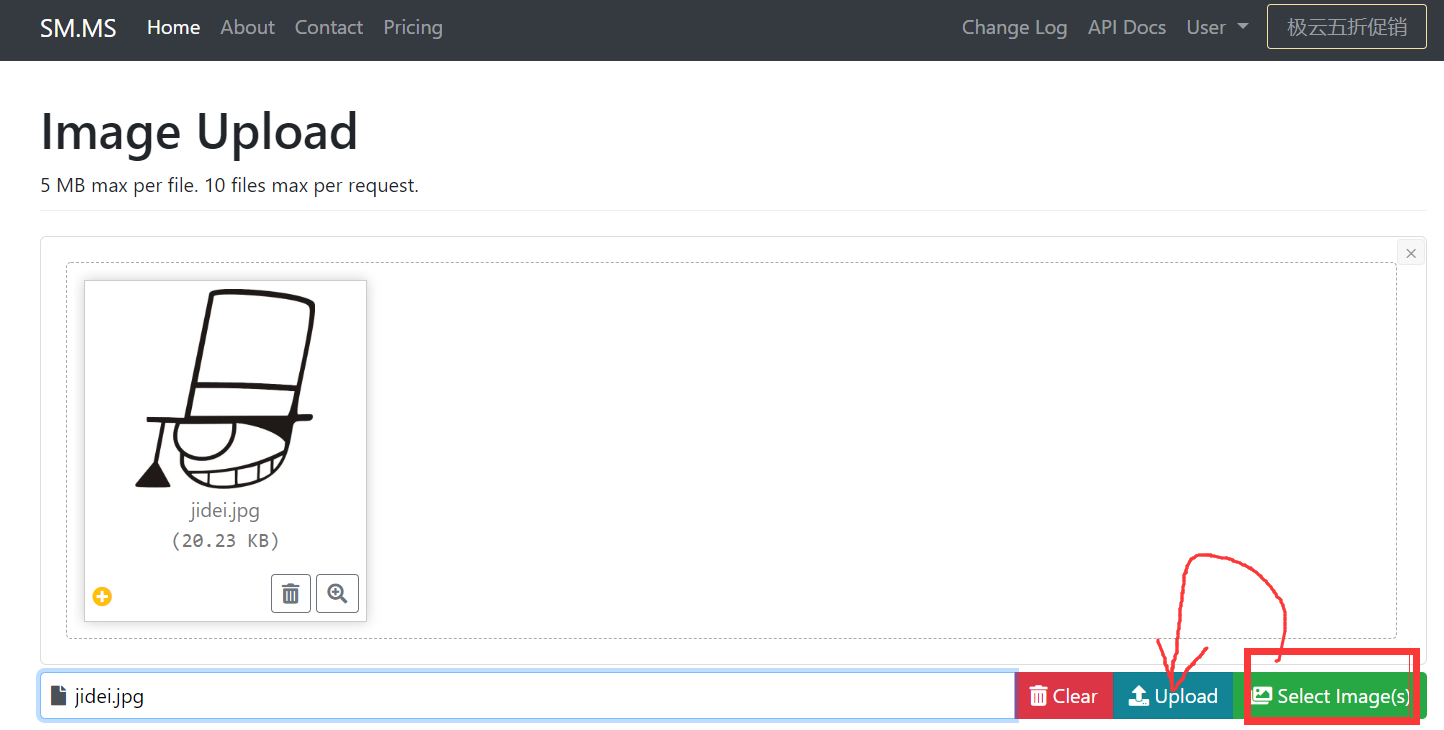 SM.MS Home About Contact Pricing Change Log API Docs User 极云五折促销
Image Upload
5 MB max per file. 10 files max per request.
jidei.jpg
(20.23 KB)
jidei.jpg Clear Upload Select Image(s)